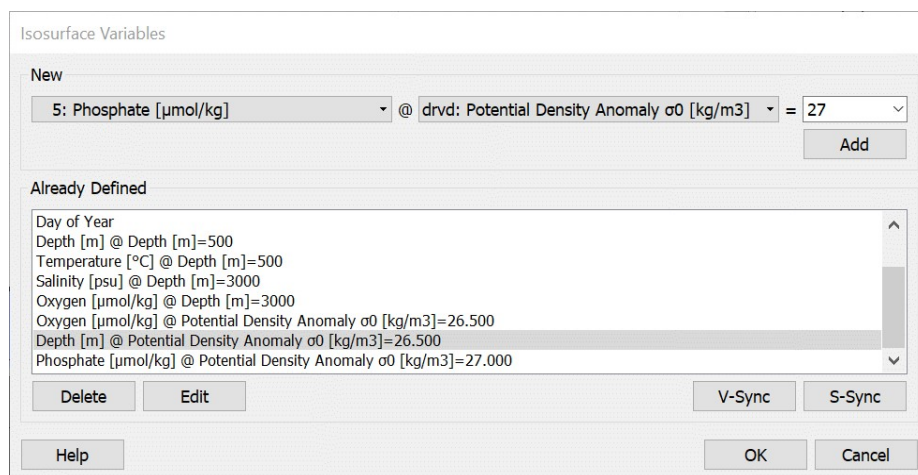 Isosurface Variables
New
5: Phosphate [µmol/kg] @ drvd: Potential Density Anomaly σ0 [kg/m3] = 27
Add
Already Defined
Day of Year
Depth [m] @ Depth [m]=500
Temperature [°C] @ Depth [m]=500
Salinity [psu] @ Depth [m]=3000
Oxygen [µmol/kg] @ Depth [m]=3000
Oxygen [µmol/kg] @ Potential Density Anomaly σ0 [kg/m3]=26.500
Depth [m] @ Potential Density Anomaly σ0 [kg/m3]=26.500
Phosphate [µmol/kg] @ Potential Density Anomaly σ0 [kg/m3]=27.000
Delete Edit V-Sync S-Sync
Help OK Cancel